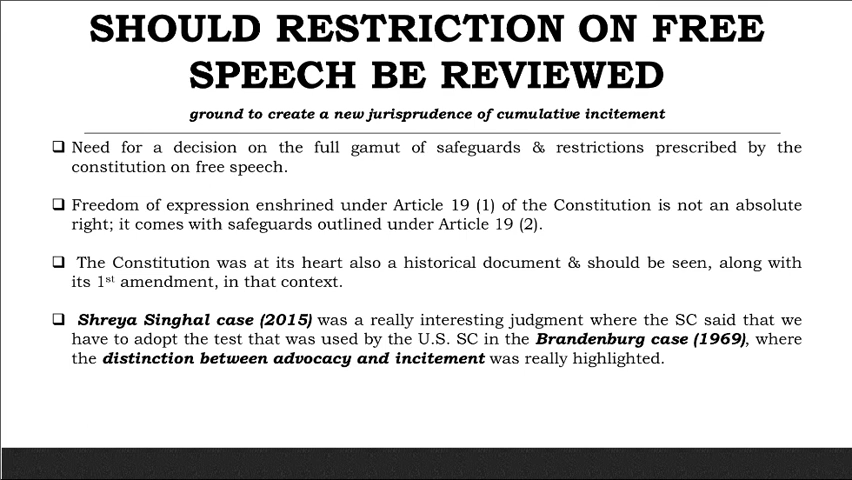 SHOULD RESTRICTION ON FREE
SPEECH BE REVIEWED
ground to create a new jurisprudence of cumulative incitement
❑ Need for a decision on the full gamut of safeguards & restrictions prescribed by the
constitution on free speech.
❑ Freedom of expression enshrined under Article 19 (1) of the Constitution is not an absolute
right; it comes with safeguards outlined under Article 19 (2).
❑ The Constitution was at its heart also a historical document & should be seen, along with
its 1st amendment, in that context.
❑ Shreya Singhal case (2015) was a really interesting judgment where the SC said that we
have to adopt the test that was used by the U.S. SC in the Brandenburg case (1969), where
the distinction between advocacy and incitement was really highlighted.